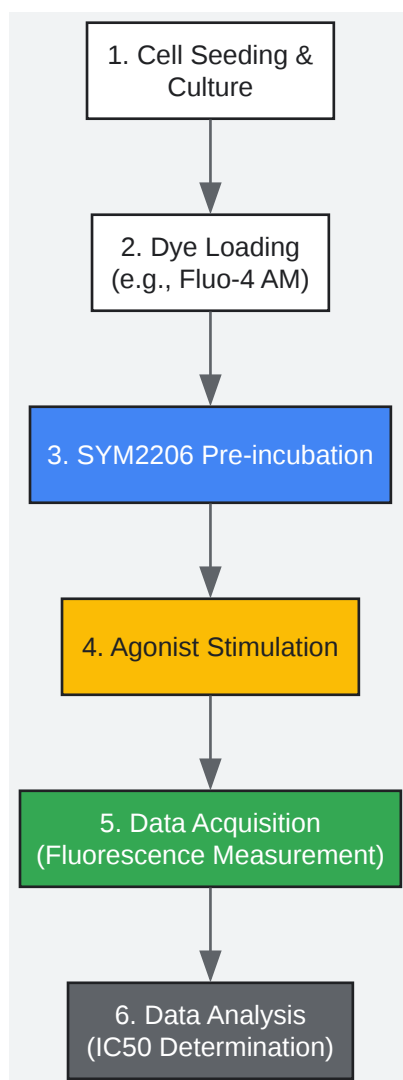 1. Cell Seeding &
Culture
2. Dye Loading
(e.g., Fluo-4 AM)
3. SYM2206 Pre-incubation
4. Agonist Stimulation
5. Data Acquisition
(Fluorescence Measurement)
6. Data Analysis
(IC50 Determination)